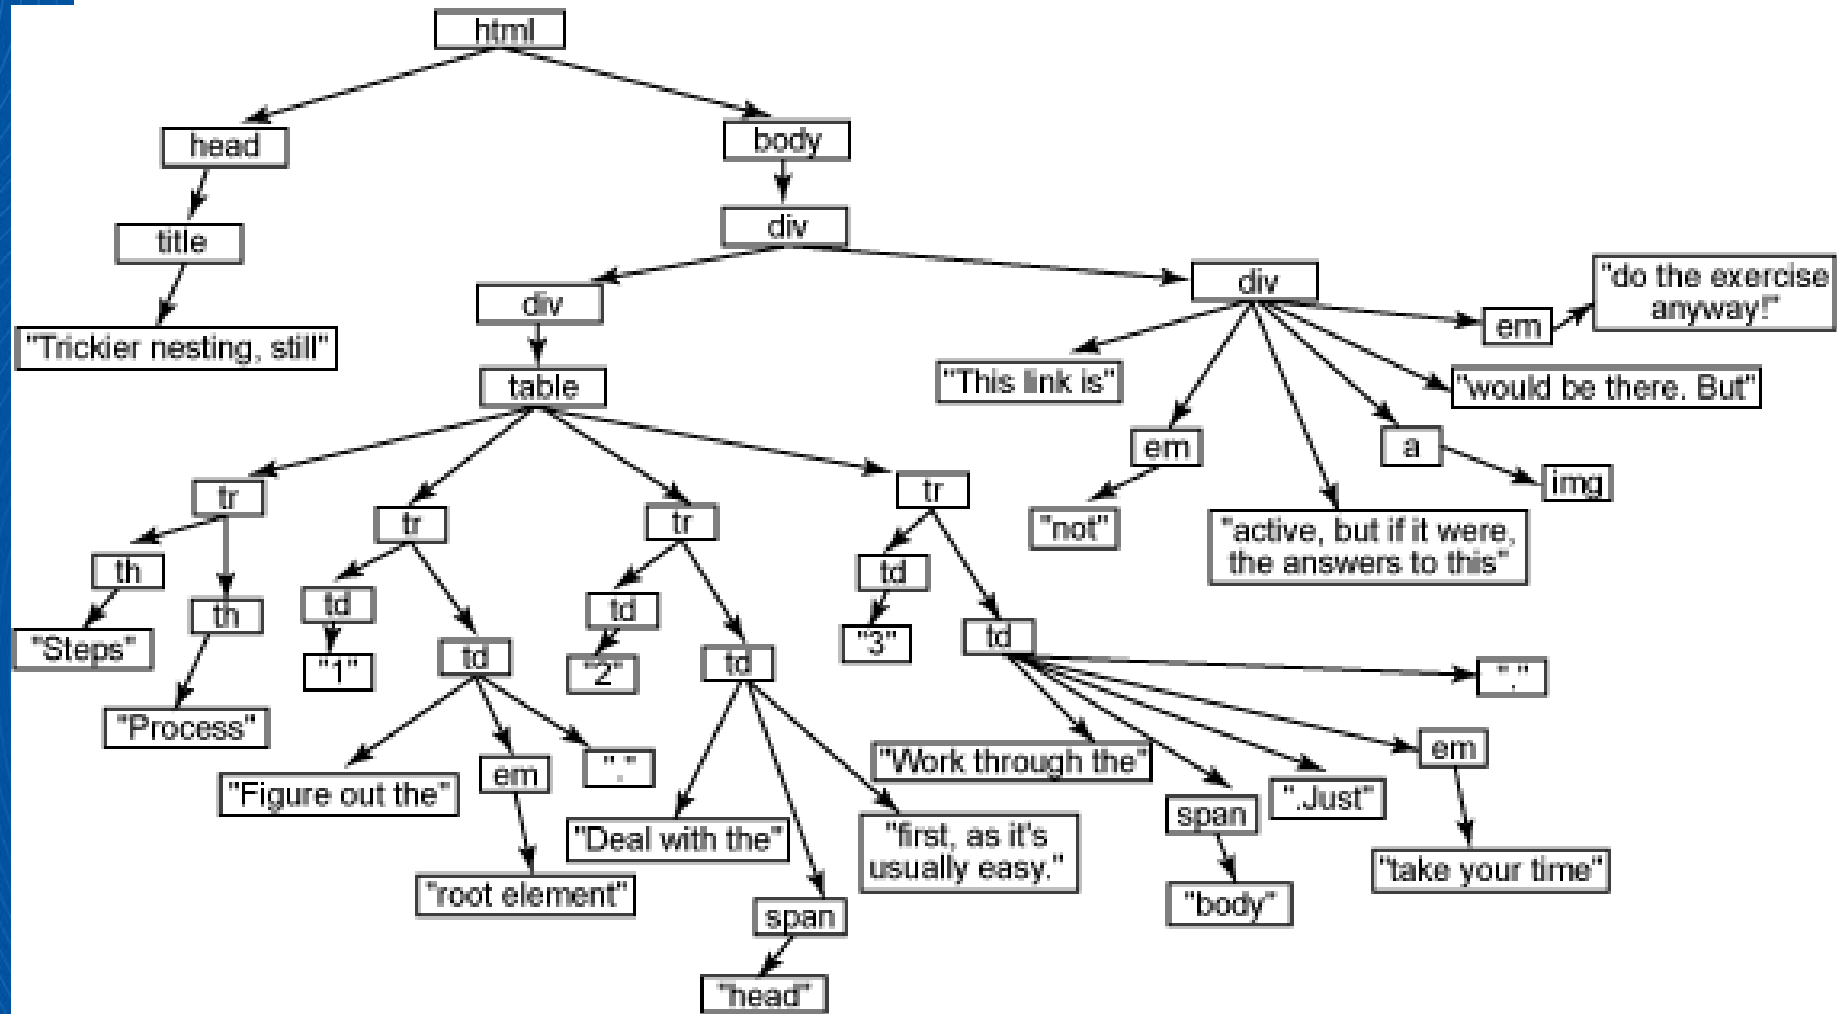 html
head
body
title
div
"Trickier nesting, still"
div
div
"do the exercise
anyway!"
em
table
"This link is"
"would be there. But"
em
a
img
"not"
"active, but if it were,
the answers to this"
tr
tr
tr
tr
th
th
td
td
td
td
td
td
"Steps"
"Process"
"1"
"2"
"3"
"Figure out the"
em
"."
"root element"
"Deal with the"
span
"first, as it's
usually easy."
"head"
"Work through the"
span
".Just"
em
"."
"body"
"take your time"